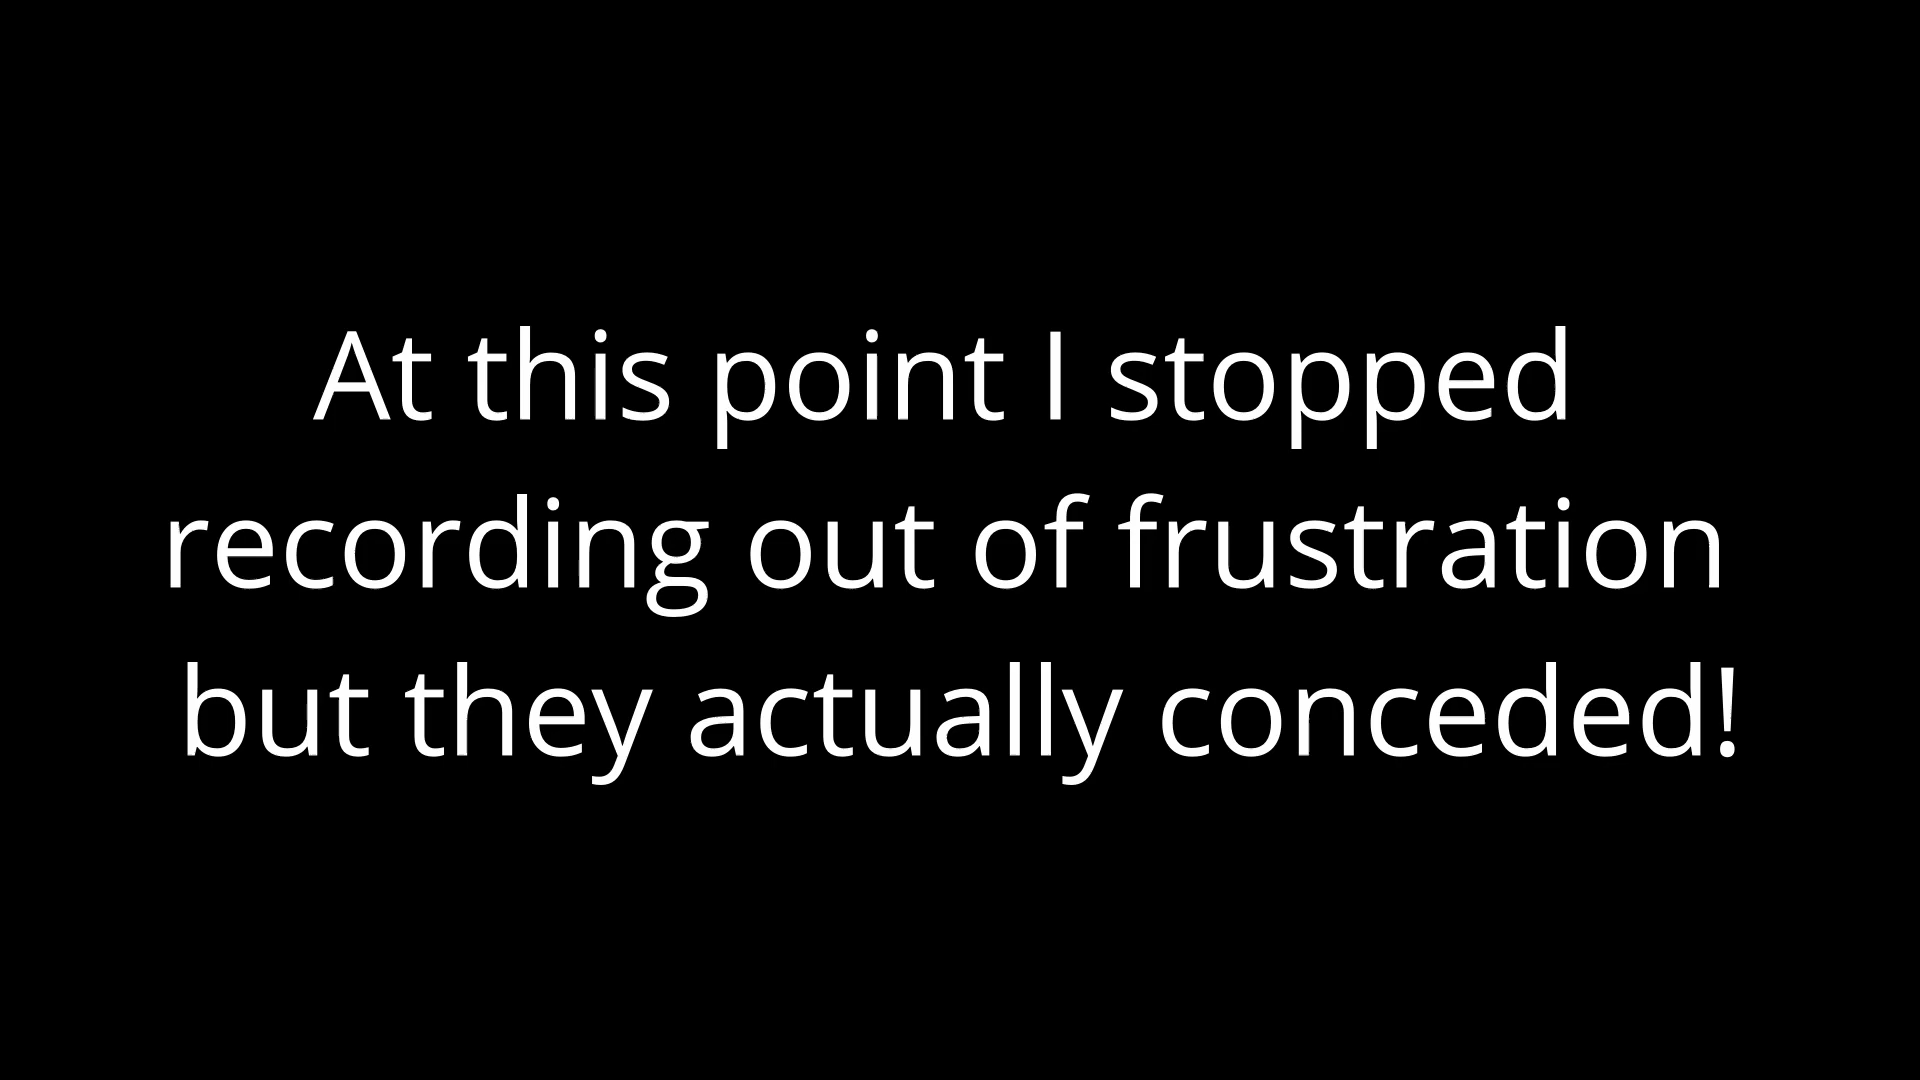 At this point I stopped
recording out of frustration
but they actually conceded!